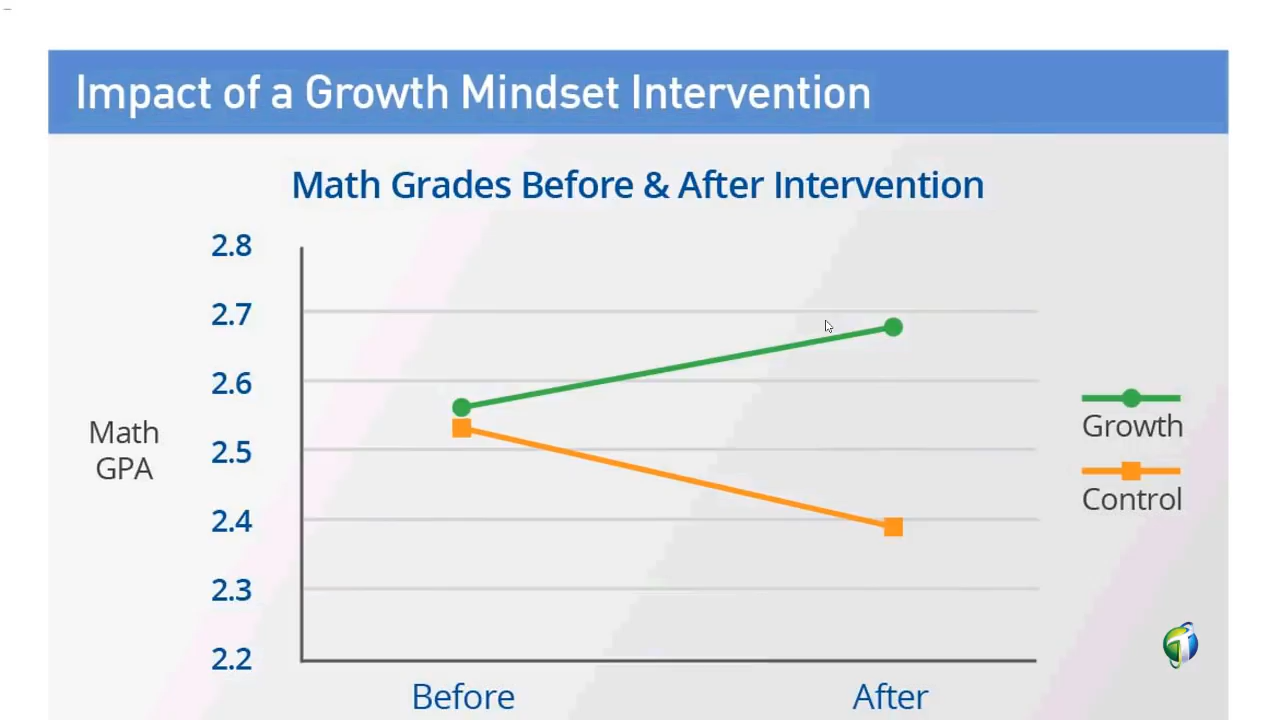 Impact of a Growth Mindset Intervention
Math Grades Before & After Intervention
2.8
2.7
2.6
2.5
2.4
2.3
2.2
Math
GPA
Before
After
Growth
Control